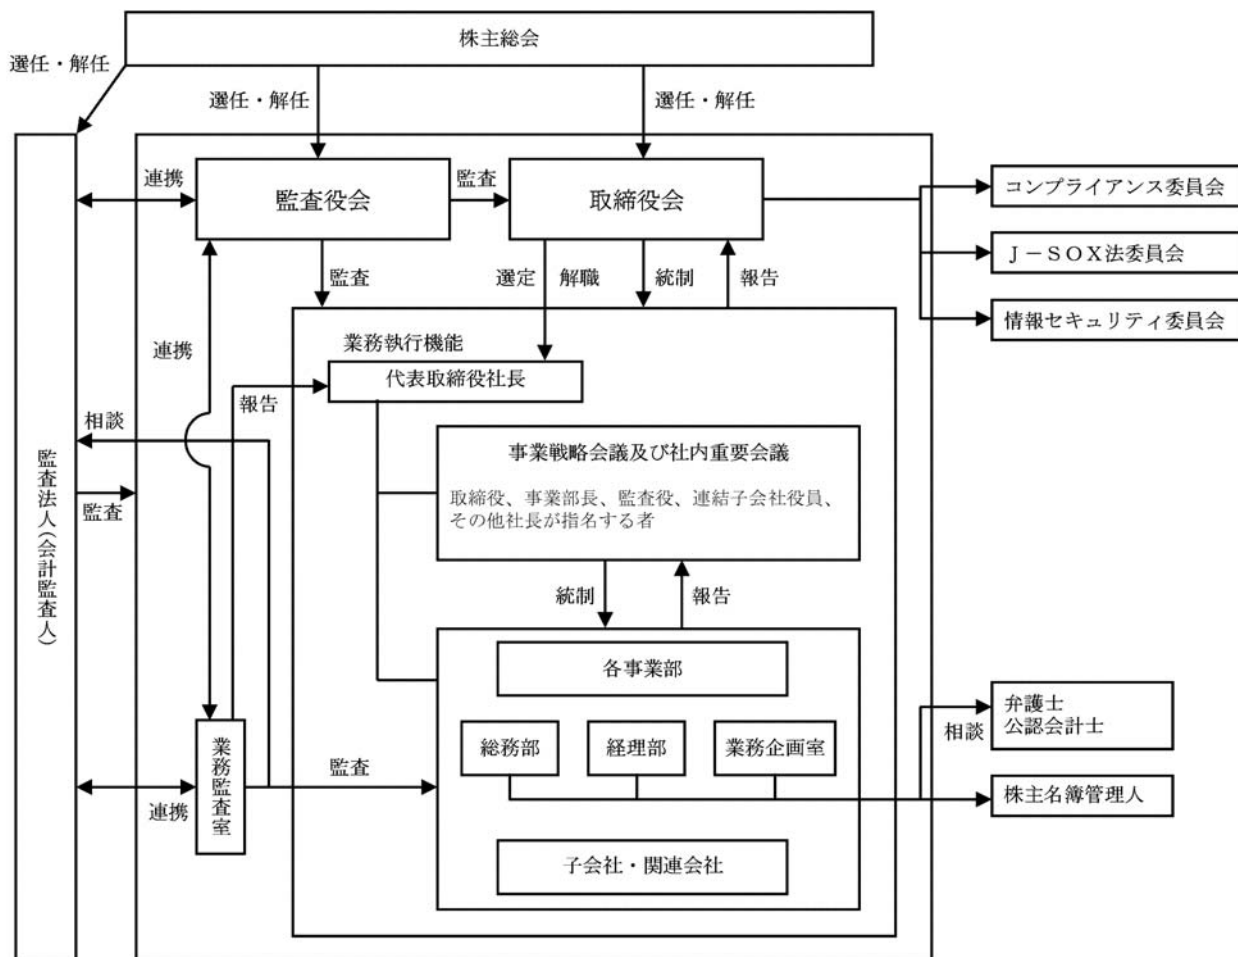 株主総会
選任・解任
選任・解任
選任・解任
連携
監査役会
監査
取締役会
コンプライアンス委員会
J－SOX法委員会
情報セキュリティ委員会
監査
選定
解職
統制
報告
連携
業務執行機能
代表取締役社長
報告
相談
監査法人(会計監査人)
監査
事業戦略会議及び社内重要会議
取締役、事業部長、監査役、連結子会社役員、
その他社長が指名する者
統制
報告
各事業部
総務部
経理部
業務企画室
相談
弁護士
公認会計士
株主名簿管理人
業務監査室
監査
連携
子会社・関連会社